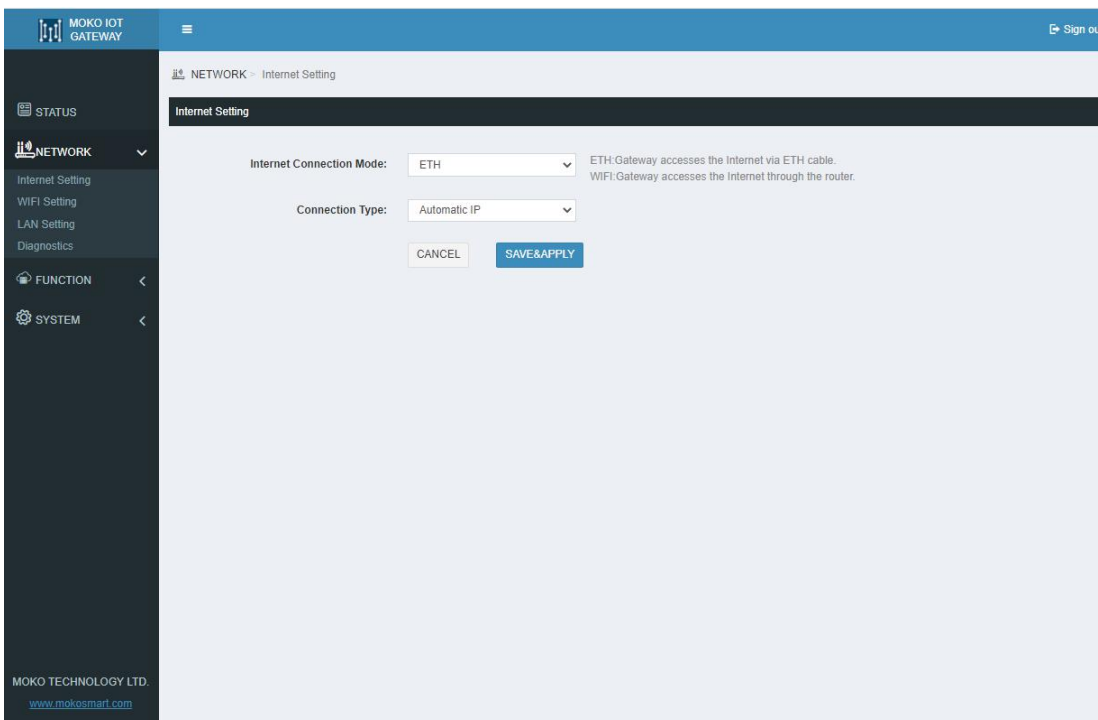 MOKO IOT
GATEWAY
NETWORK > Internet Setting
STATUS
NETWORK
Internet Setting
WIFI Setting
LAN Setting
Diagnostics
FUNCTION
SYSTEM
MOKO TECHNOLOGY LTD.
www.mokosmart.com
Sign ou
Internet Setting
Internet Connection Mode: ETH
ETH:Gateway accesses the Internet via ETH cable.
WIFI:Gateway accesses the Internet through the router.
Connection Type: Automatic IP
CANCEL SAVE&APPLY